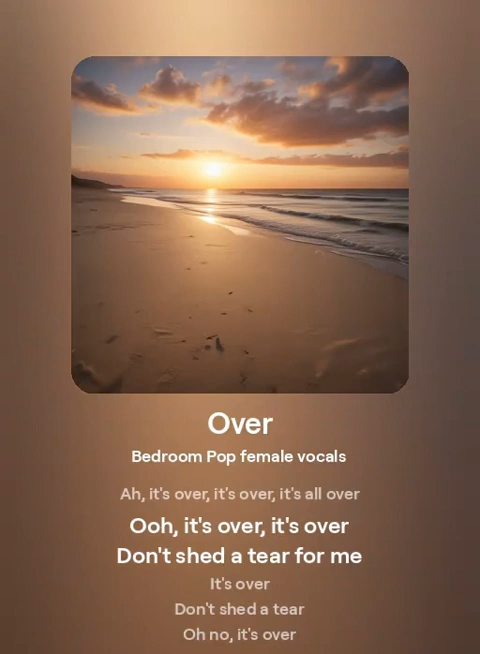 Over
Bedroom Pop female vocals
Ah, it's over, it's over, it's all over
Ooh, it's over, it's over
Don't shed a tear for me
It's over
Don't shed a tear
Oh no, it's over